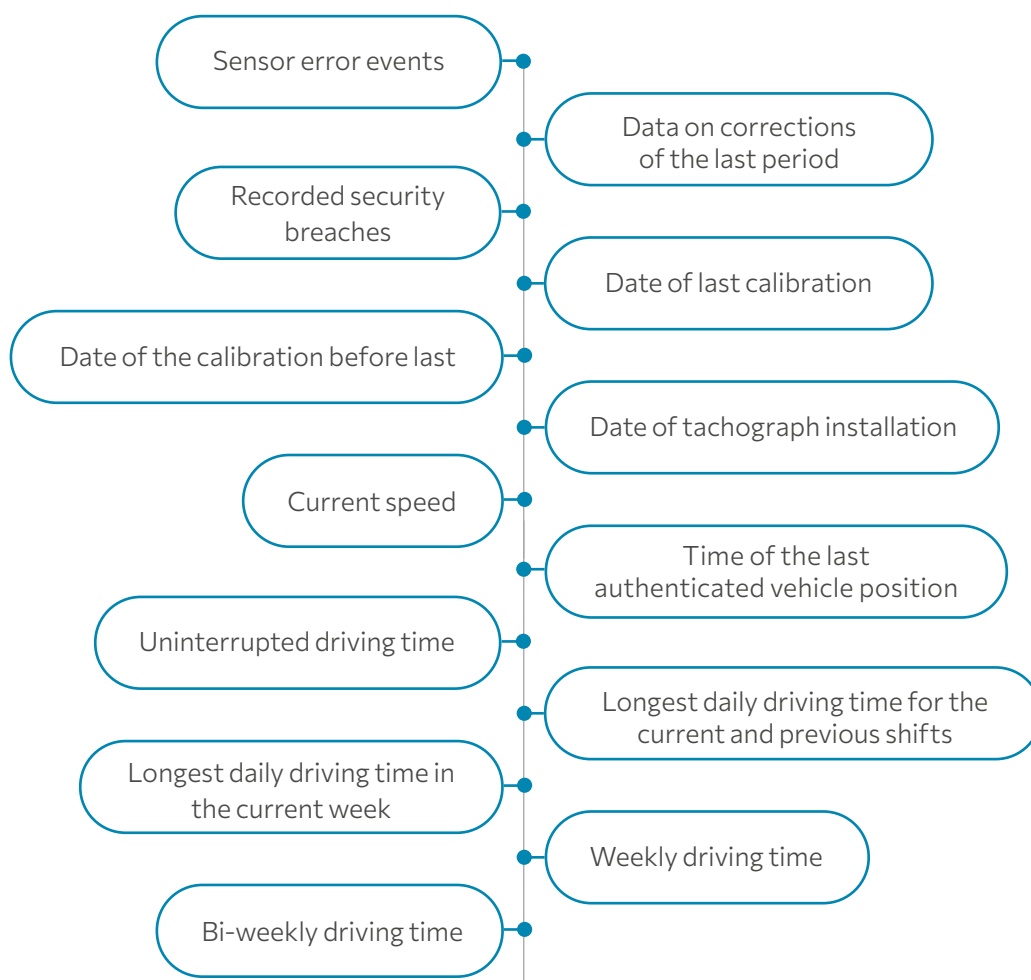 Sensor error events
Data on corrections
of the last period
Recorded security
breaches
Date of last calibration
Date of the calibration before last
Date of tachograph installation
Current speed
Time of the last
authenticated vehicle position
Uninterrupted driving time
Longest daily driving time for the
current and previous shifts
Longest daily driving time in
the current week
Weekly driving time
Bi-weekly driving time